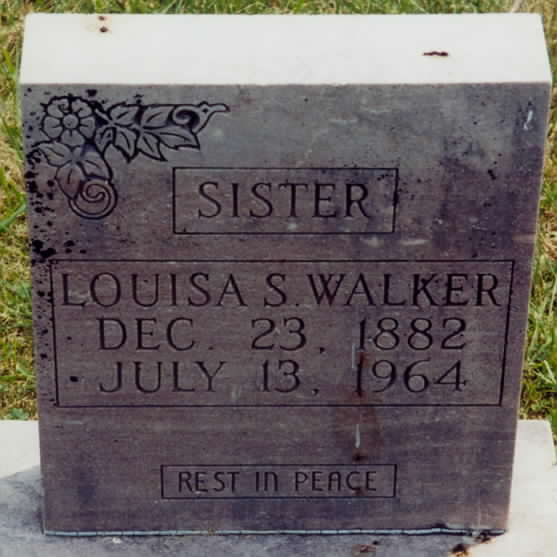 SISTER
LOUISA S. WALKER
DEC. 23, 1882
JULY 13, 1964
REST IN PEACE